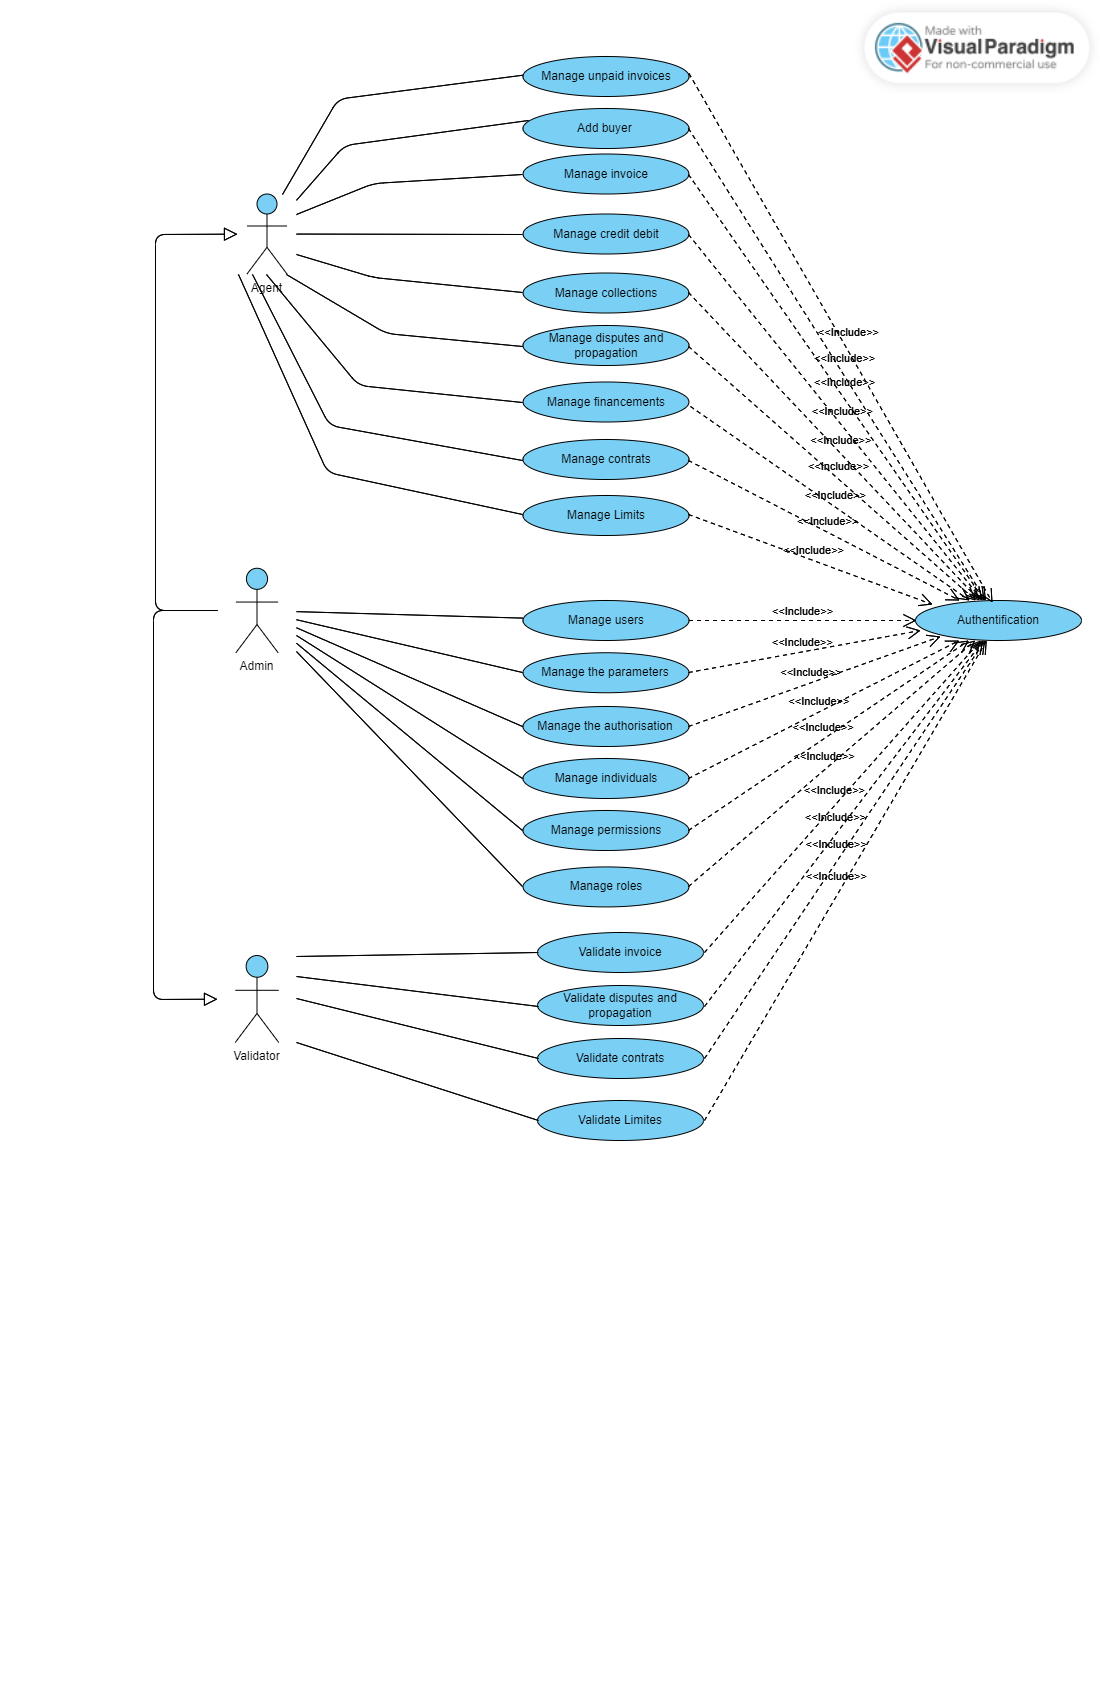 Made with
Visual Paradigm
For non-commercial use
Manage unpaid invoices
Add buyer
Manage invoice
Manage credit debit
Agent
Manage collections
<<Include>>
Manage disputes and
propagation
<<Include>>
<<Include>>
Manage financements
<<Include>>
<<Include>>
Manage contrats
<<Include>>
<<Include>>
Manage Limits
<<Include>>
<<Include>>
<<Include>>
Manage users
Authentification
<<Include>>
Admin
Manage the parameters
<<Include>>
<<Include>>
Manage the authorisation
<<Include>>
<<Include>>
Manage individuals
<<Include>>
<<Include>>
Manage permissions
<<Include>>
<<Include>>
Manage roles
Validate invoice
Validate disputes and
propagation
Validator
Validate contrats
Validate Limites